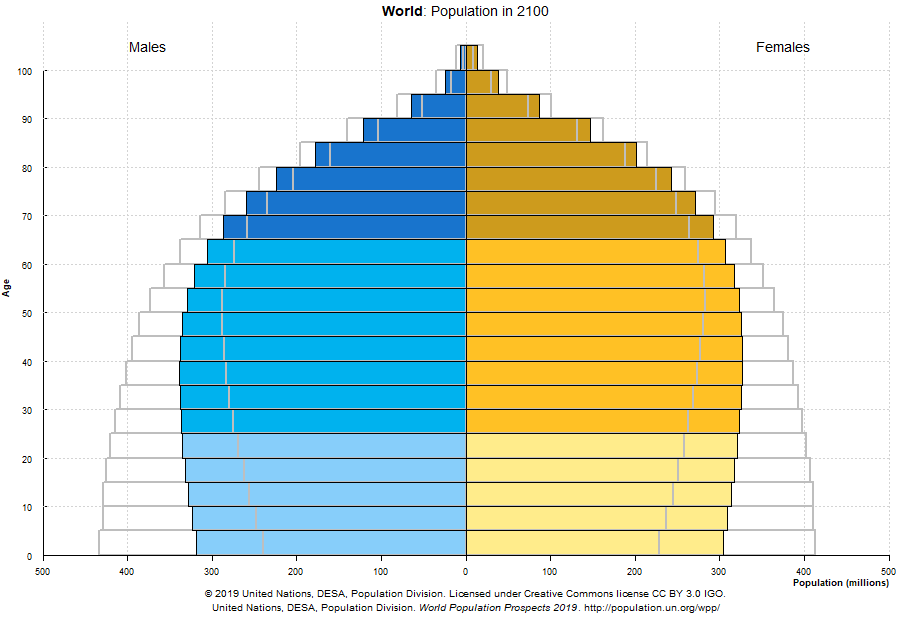 World: Population in 2100
Males
Females
100
90
80
70
60
50
40
30
20
10
0
Age
500 400 300 200 100 0 100 200 300 400 500
Population (millions)
© 2019 United Nations, DESA, Population Division. Licensed under Creative Commons license CC BY 3.0 IGO.
United Nations, DESA, Population Division. World Population Prospects 2019. http://population.un.org/wpp/